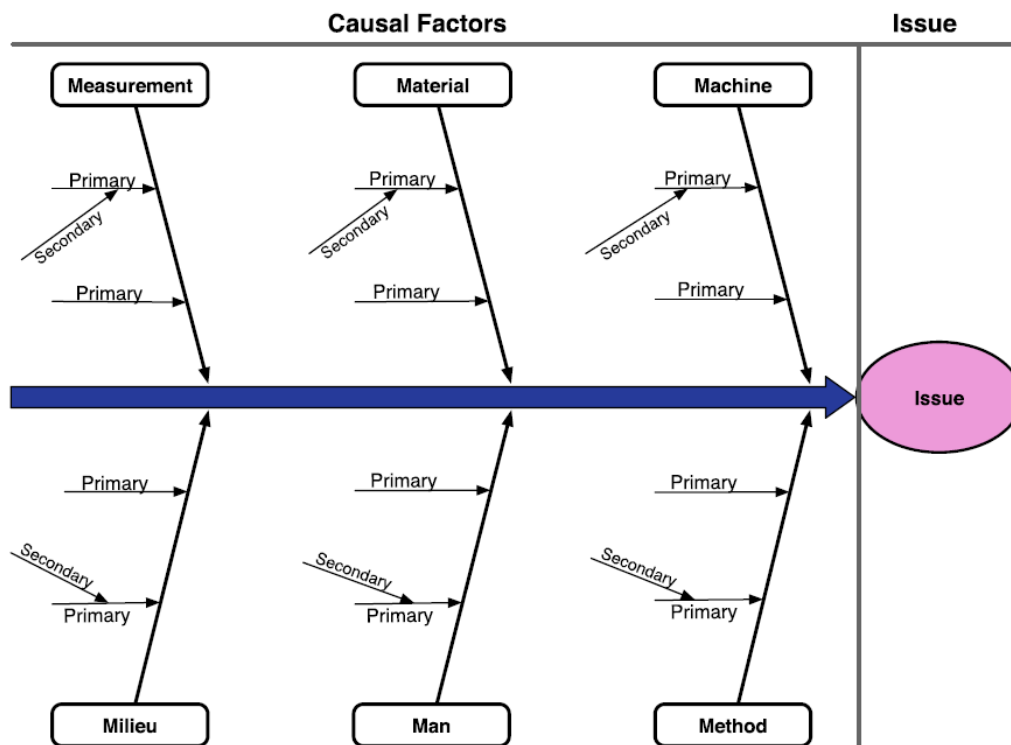 Causal Factors
Issue
Measurement
Material
Machine
Primary
Primary
Primary
Secondary
Secondary
Secondary
Primary
Primary
Primary
Issue
Primary
Primary
Primary
Secondary
Secondary
Secondary
Primary
Primary
Primary
Milieu
Man
Method